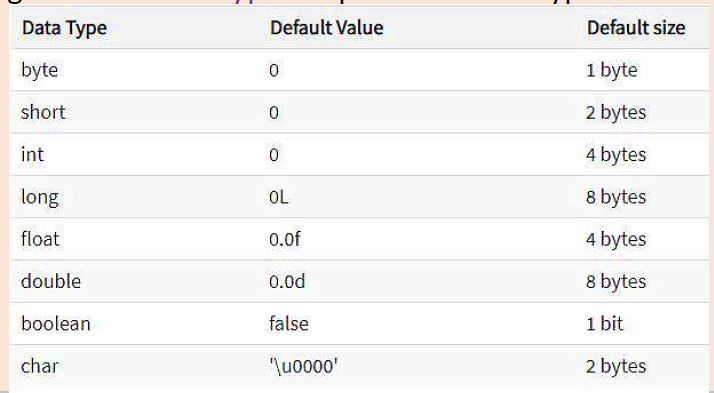 Data Type Default Value Default size
byte 0 1 byte
short 0 2 bytes
int 0 4 bytes
long 0L 8 bytes
float 0.0f 4 bytes
double 0.0d 8 bytes
boolean false 1 bit
char '\u0000' 2 bytes